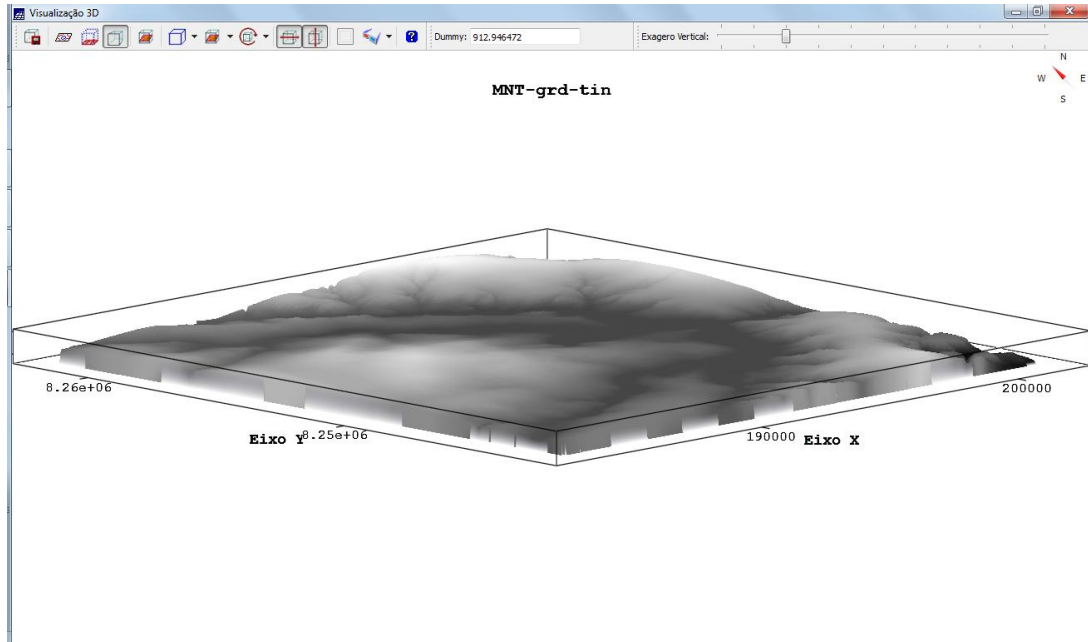 Visualização 3D
Dummy: 912.946472 Exagero Vertical:
N
W E
S
MNT-grd-tin
8.26e+06
200000
Eixo Y 8.25e+06 190000 Eixo X